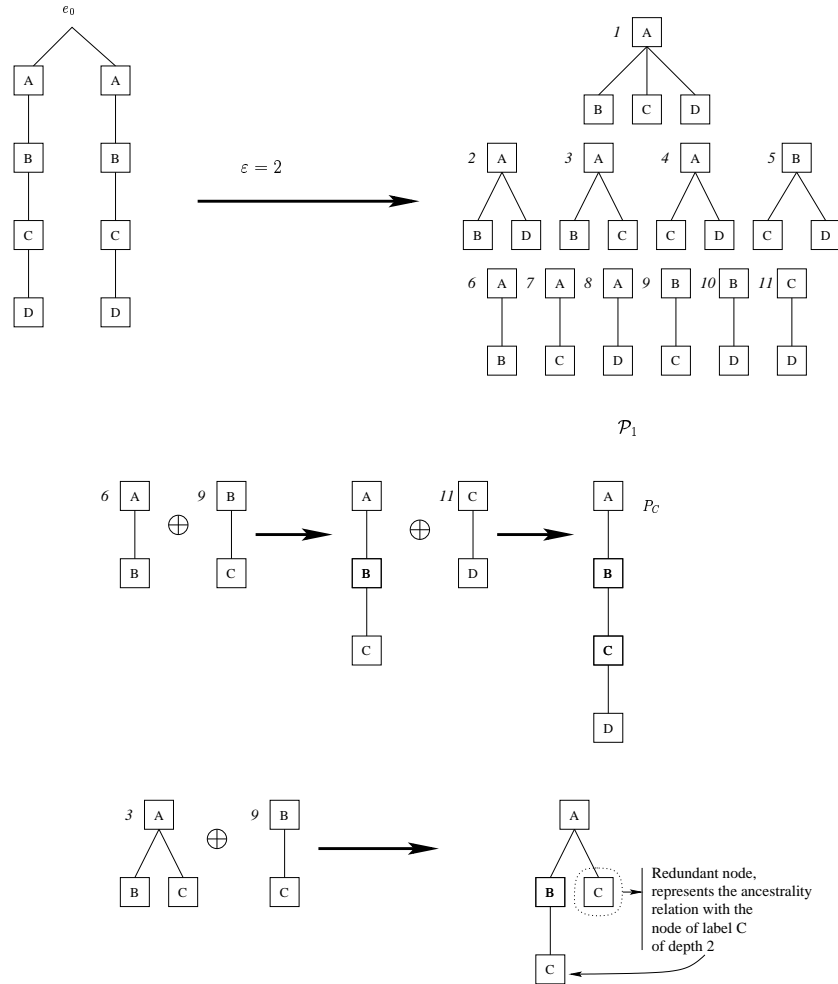 e₀
1 A
A A
B C D
B B
ε = 2
2 A 3 A 4 A 5 B
C C
B D B C C D C D
D D
6 A 7 A 8 A 9 B 10 B 11 C
B C D C D D
𝒫₁
6 A 9 B A 11 C A P_C
⊕ ⊕
B C B D B
C C
D
3 A 9 B A
⊕
B C C B C
Redundant node,
represents the ancestrality
relation with the
node of label C
of depth 2
C